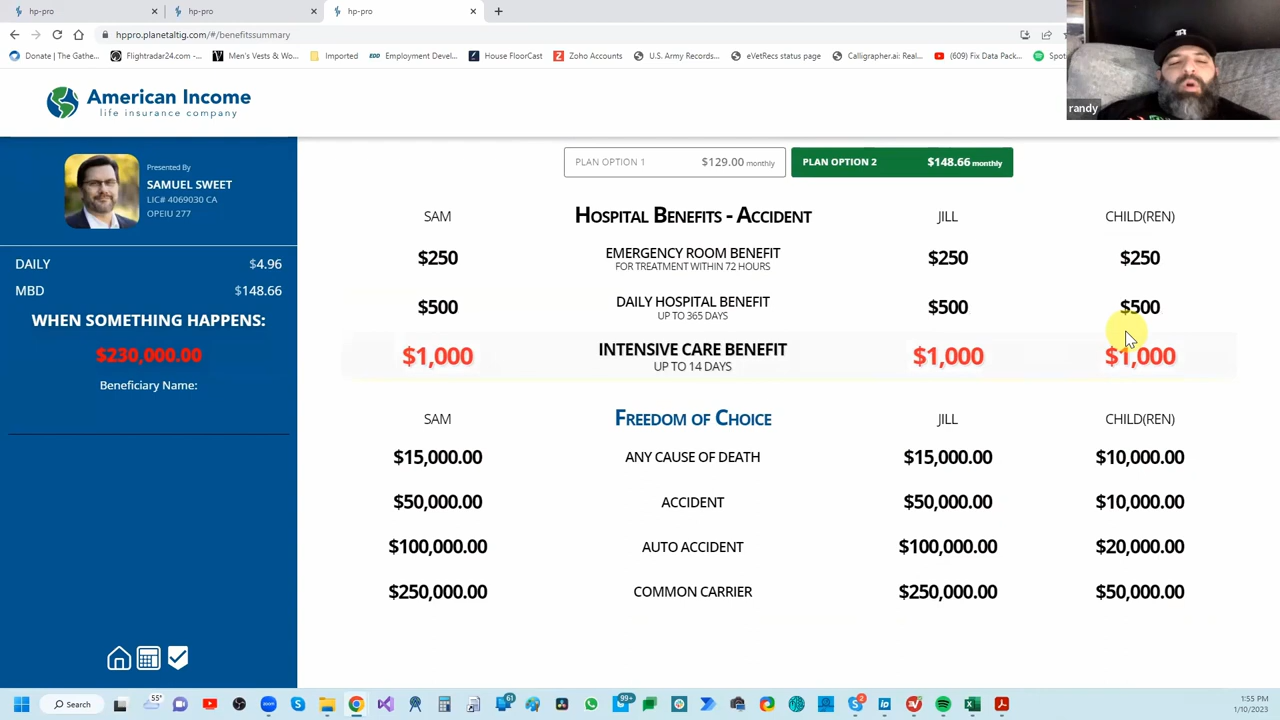 hp-pro
hp-pro
hp-pro
hppro.planetaltig.com/#/benefitssummary
Donate | The Gathe...
Flightradar24.com -...
Men's Vests & Wo...
Imported
EDD Employment Devel...
House FloorCast
Zoho Accounts
U.S. Army Records...
eVetRecs status page
Calligrapher.ai: Real...
(609) Fix Data Pack...
Spot
randy
American Income
life insurance company
Presented By
SAMUEL SWEET
LIC# 4069030 CA
OPEIU 277
DAILY $4.96
MBD $148.66
WHEN SOMETHING HAPPENS:
$230,000.00
Beneficiary Name:
PLAN OPTION 1 $129.00 monthly
PLAN OPTION 2 $148.66 monthly
SAM HOSPITAL BENEFITS - ACCIDENT JILL CHILD(REN)
$250 EMERGENCY ROOM BENEFIT $250 $250
FOR TREATMENT WITHIN 72 HOURS
$500 DAILY HOSPITAL BENEFIT $500 $500
UP TO 365 DAYS
$1,000 INTENSIVE CARE BENEFIT $1,000 $1,000
UP TO 14 DAYS
SAM FREEDOM OF CHOICE JILL CHILD(REN)
$15,000.00 ANY CAUSE OF DEATH $15,000.00 $10,000.00
$50,000.00 ACCIDENT $50,000.00 $10,000.00
$100,000.00 AUTO ACCIDENT $100,000.00 $20,000.00
$250,000.00 COMMON CARRIER $250,000.00 $50,000.00
Search
55°
61
99+
2
1:55 PM
1/10/2023